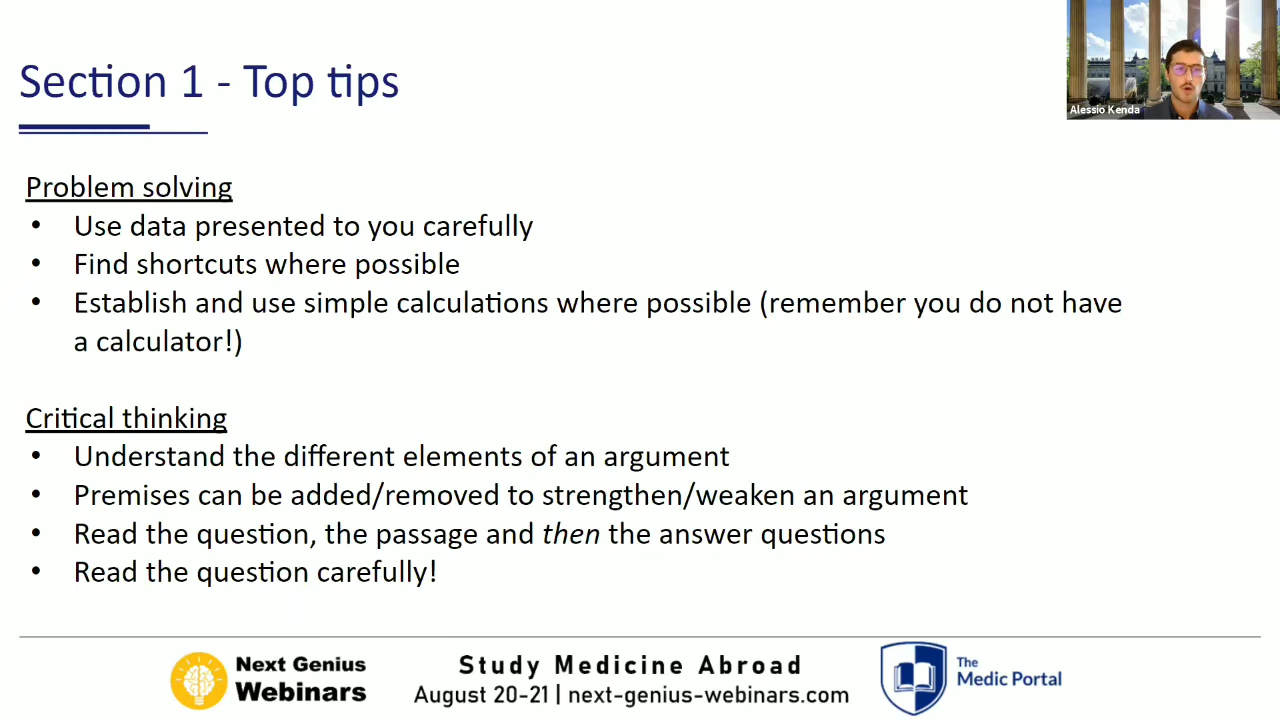 Section 1 - Top tips
Alessio Kenda
Problem solving
• Use data presented to you carefully
• Find shortcuts where possible
• Establish and use simple calculations where possible (remember you do not have
a calculator!)
Critical thinking
• Understand the different elements of an argument
• Premises can be added/removed to strengthen/weaken an argument
• Read the question, the passage and then the answer questions
• Read the question carefully!
Next Genius
Webinars
Study Medicine Abroad
August 20-21 | next-genius-webinars.com
The
Medic Portal